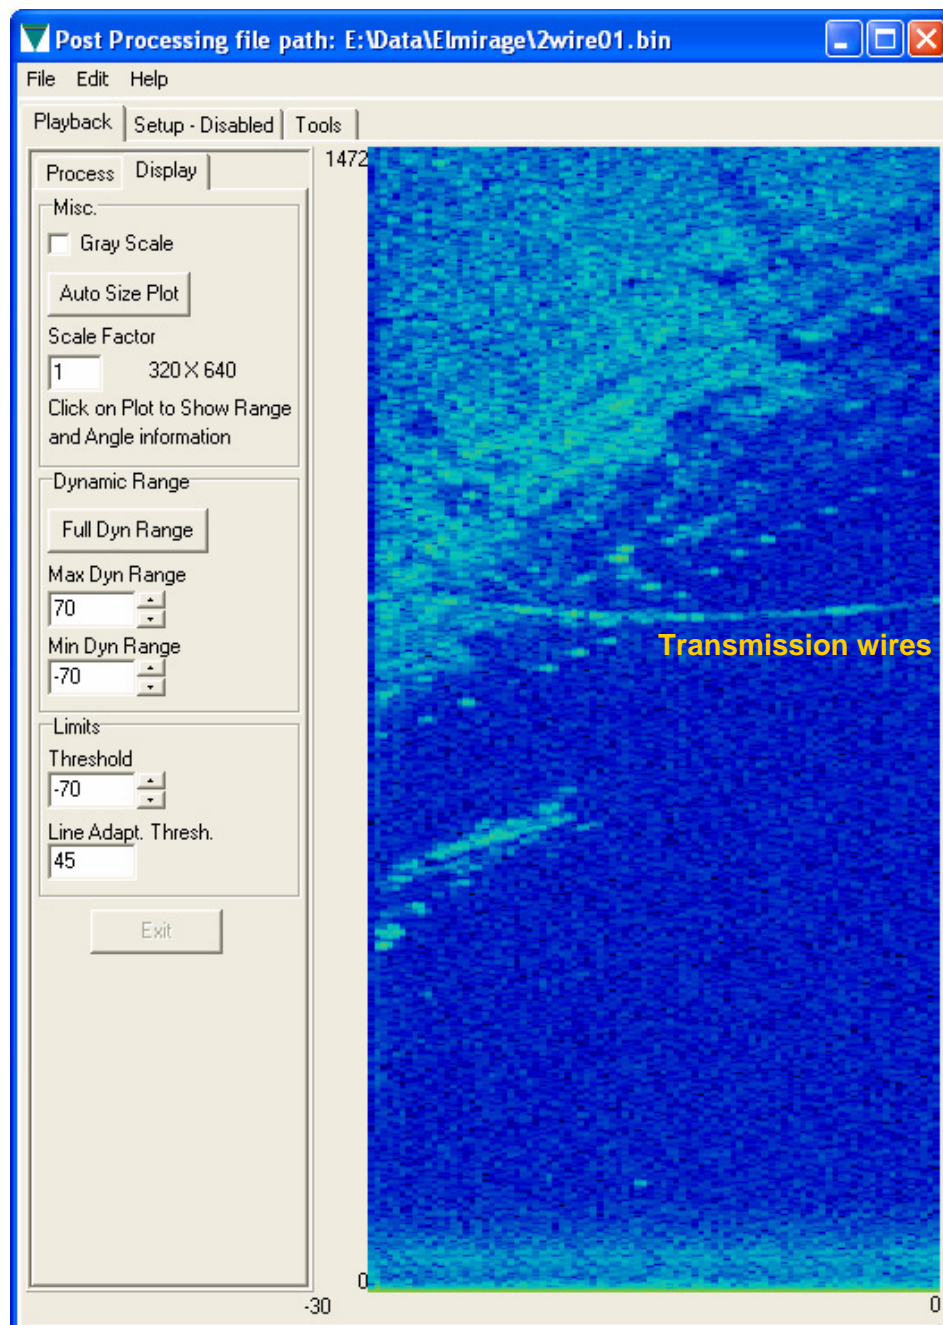 Post Processing file path: E:\Data\Elmirage\2wire01.bin
File Edit Help
Playback Setup - Disabled Tools
Process Display
Misc.
Gray Scale
Auto Size Plot
Scale Factor
1 320 X 640
Click on Plot to Show Range
and Angle information
Dynamic Range
Full Dyn Range
Max Dyn Range
70
Min Dyn Range
-70
Limits
Threshold
-70
Line Adapt. Thresh.
45
Exit
1472
Transmission wires
0
-30 0